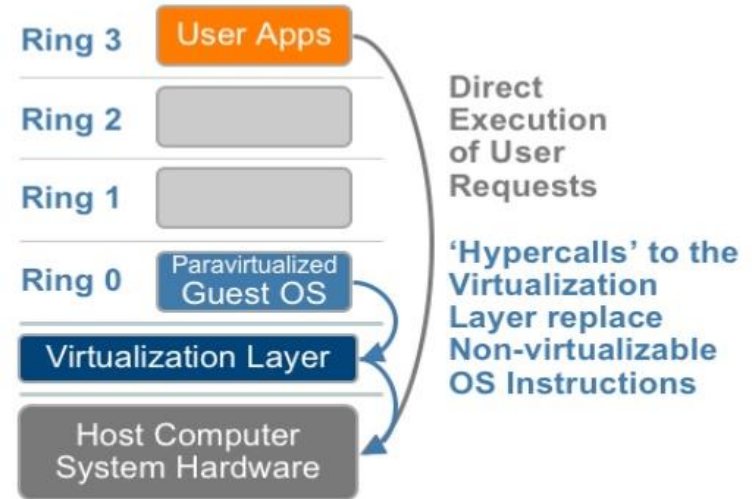 Ring 3
User Apps
Ring 2
Ring 1
Ring 0
Paravirtualized
Guest OS
Virtualization Layer
Host Computer
System Hardware
Direct
Execution
of User
Requests
‘Hypercalls’ to the
Virtualization
Layer replace
Non-virtualizable
OS Instructions